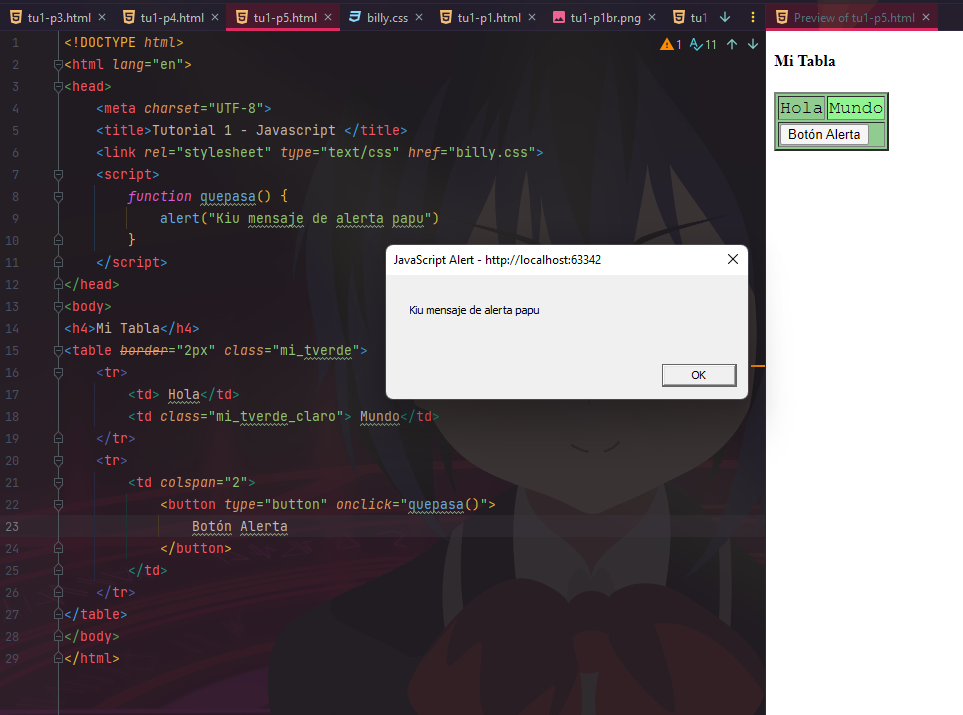 tu1-p3.html × tu1-p4.html × tu1-p5.html × billy.css × tu1-p1.html × tu1-p1br.png × tu1 Preview of tu1-p5.html ×
1 <!DOCTYPE html>
2 <html lang="en">
3 <head>
4 <meta charset="UTF-8">
5 <title>Tutorial 1 - Javascript </title>
6 <link rel="stylesheet" type="text/css" href="billy.css">
7 <script>
8 function quepasa() {
9 alert("Kiu mensaje de alerta papu")
10 }
11 </script>
12 </head>
13 <body>
14 <h4>Mi Tabla</h4>
15 <table border="2px" class="mi_tverde">
16 <tr>
17 <td> Hola</td>
18 <td class="mi_tverde_claro"> Mundo</td>
19 </tr>
20 <tr>
21 <td colspan="2">
22 <button type="button" onclick="quepasa()">
23 Botón Alerta
24 </button>
25 </td>
26 </tr>
27 </table>
28 </body>
29 </html>
1 11
JavaScript Alert - http://localhost:63342
Kiu mensaje de alerta papu
OK
Mi Tabla
Hola Mundo
Botón Alerta